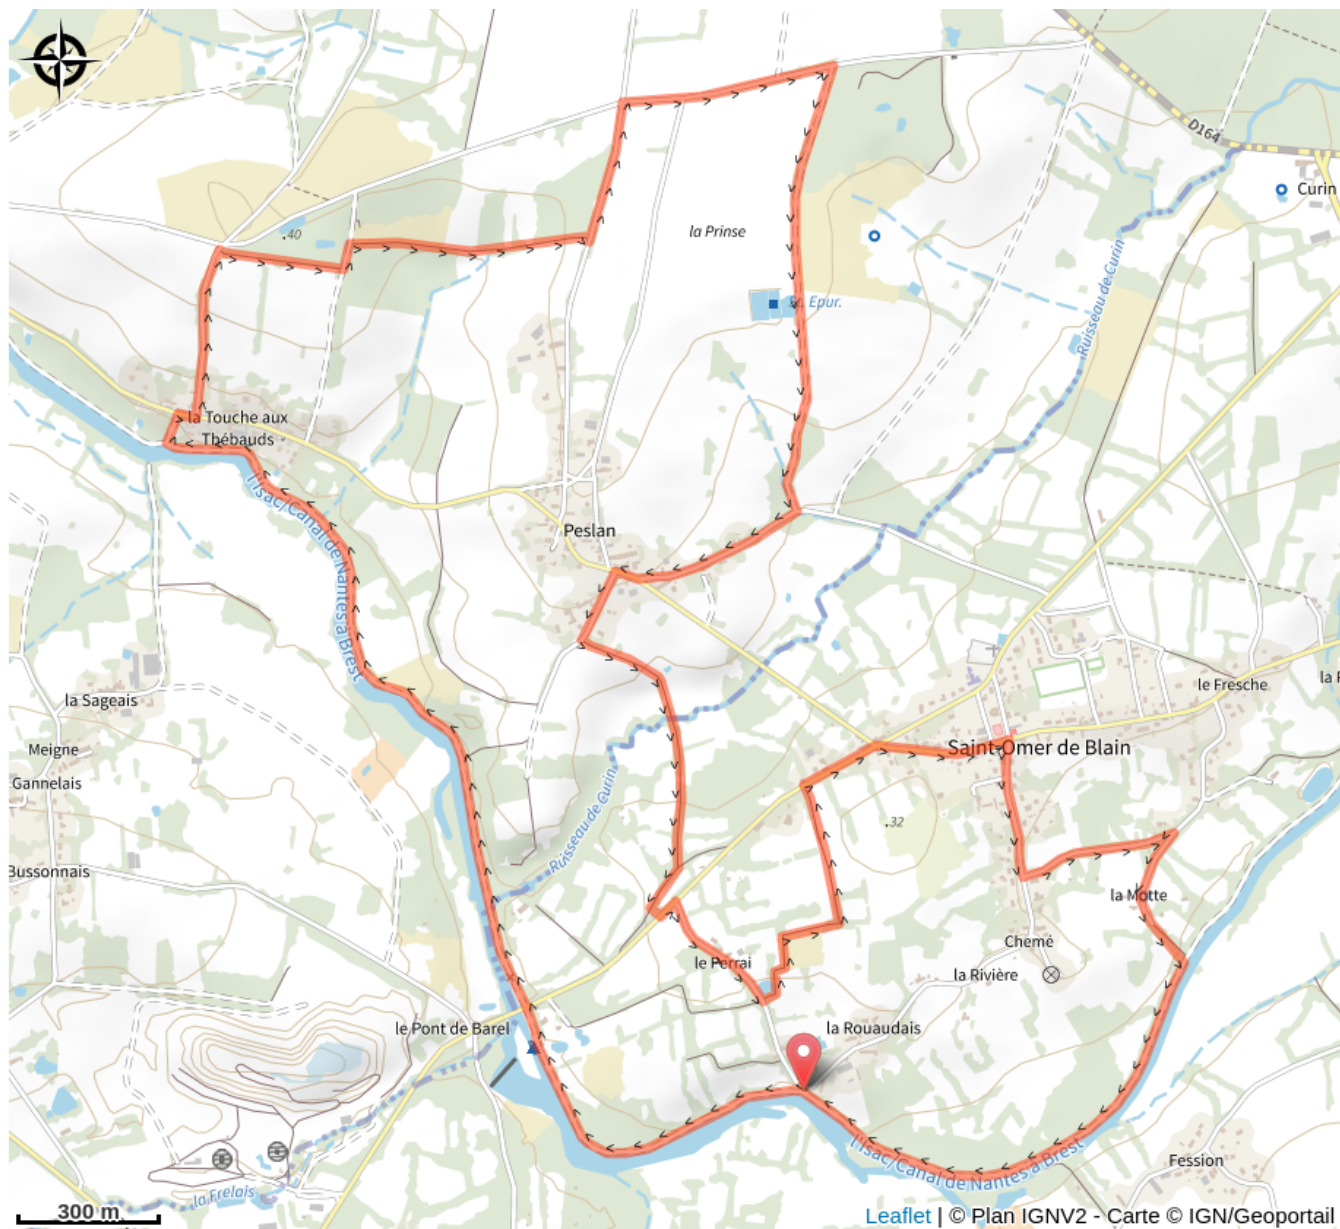 D164
Curin
.40
la Prinse
St. Epur.
Ruisseau de Curin
la Touche aux
Thébauds
l'Isac/Canal de Nantes à Brest
Peslan
la Sageais
le Fresche
Meigne
Saint-Omer de Blain
Gannelais
Ruisseau de Curin
.32
Bussonnais
la Motte
Chemé
le Perrai
la Rivière
le Pont de Barel
la Rouaudais
l'Isac/Canal de Nantes à Brest
Fession
la Frelais
300 m
Leaflet | © Plan IGNV2 - Carte © IGN/Geoportail